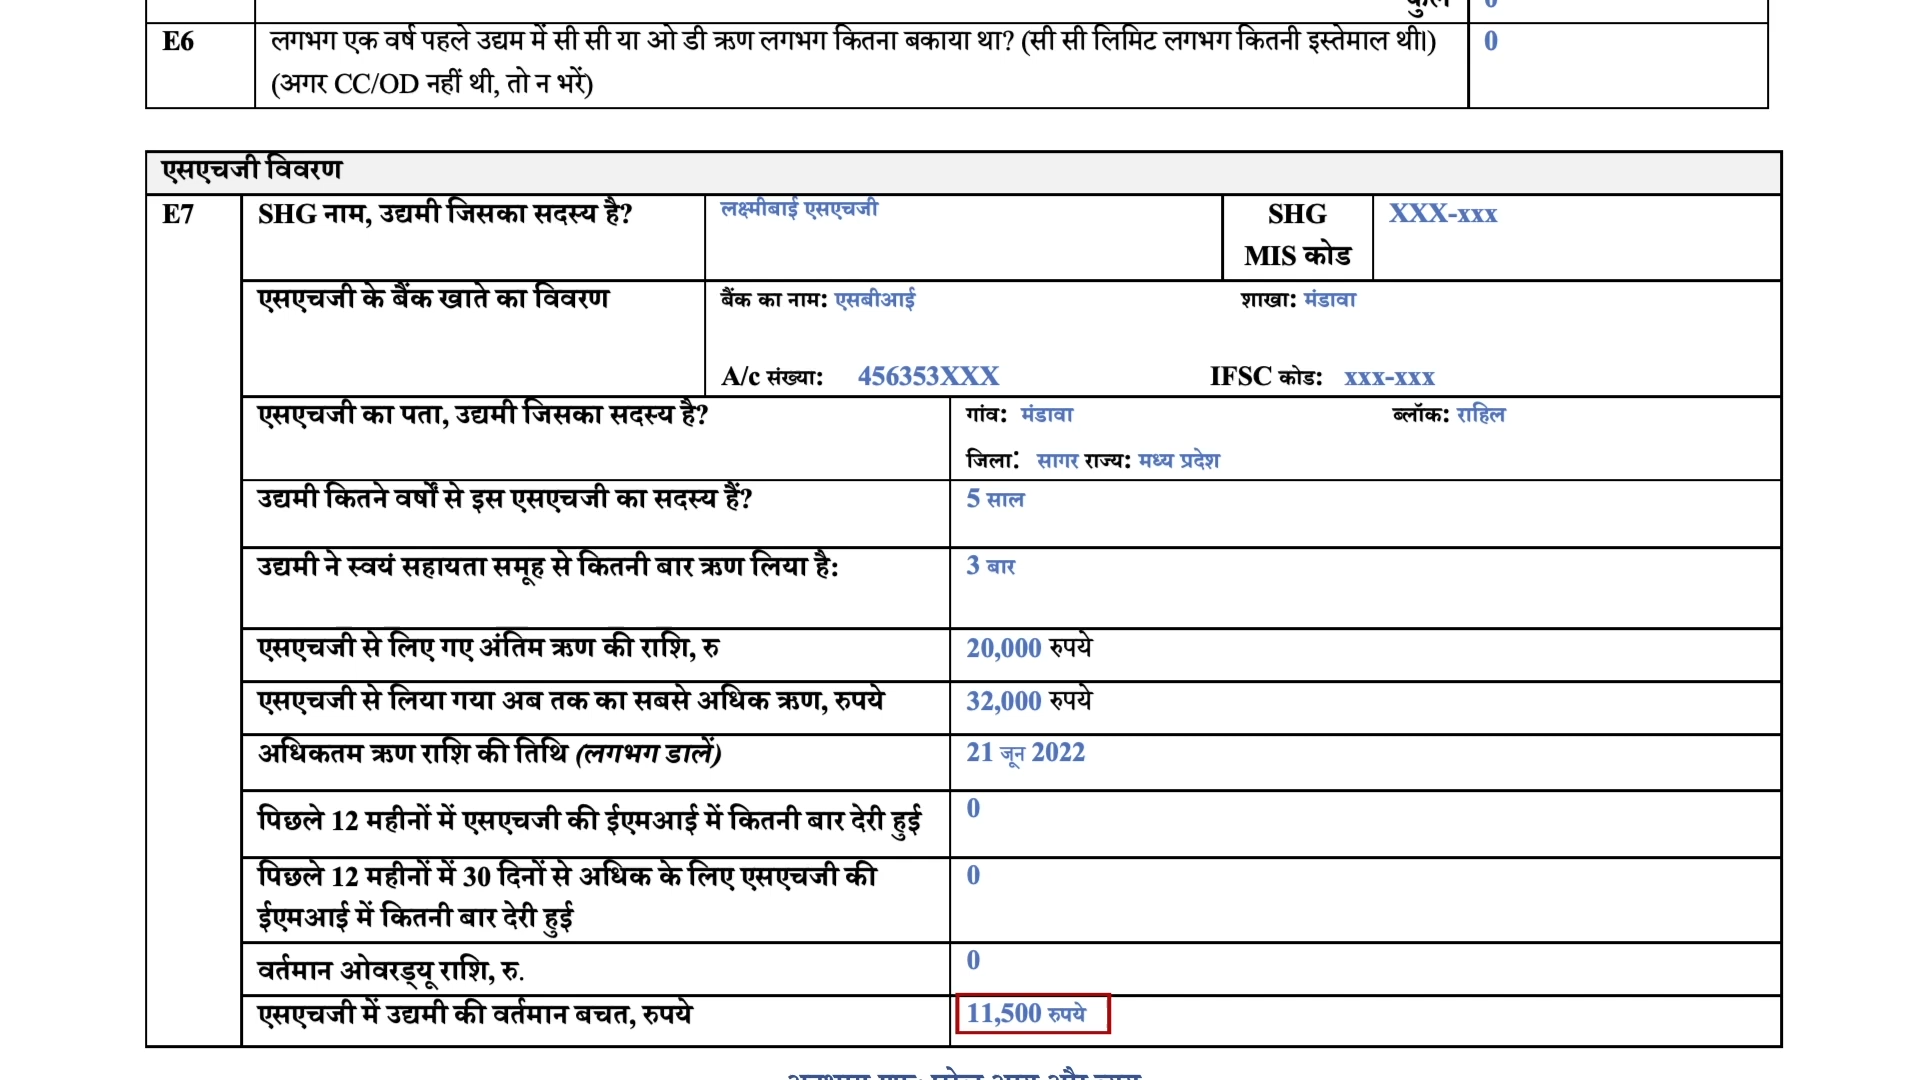 कुल 0
E6 लगभग एक वर्ष पहले उद्यम में सी सी या ओ डी ऋण लगभग कितना बकाया था? (सी सी लिमिट लगभग कितनी इस्तेमाल थी।) 0
(अगर CC/OD नहीं थी, तो न भरें)
एसएचजी विवरण
E7 SHG नाम, उद्यमी जिसका सदस्य है? लक्ष्मीबाई एसएचजी SHG XXX-xxx
MIS कोड
एसएचजी के बैंक खाते का विवरण बैंक का नाम: एसबीआई शाखा: मंडावा
A/c संख्या: 456353XXX IFSC कोड: xxx-xxx
एसएचजी का पता, उद्यमी जिसका सदस्य है? गांव: मंडावा ब्लॉक: राहिल
जिला: सागर राज्य: मध्य प्रदेश
उद्यमी कितने वर्षों से इस एसएचजी का सदस्य हैं? 5 साल
उद्यमी ने स्वयं सहायता समूह से कितनी बार ऋण लिया है: 3 बार
एसएचजी से लिए गए अंतिम ऋण की राशि, रु 20,000 रुपये
एसएचजी से लिया गया अब तक का सबसे अधिक ऋण, रुपये 32,000 रुपये
अधिकतम ऋण राशि की तिथि (लगभग डालें) 21 जून 2022
पिछले 12 महीनों में एसएचजी की ईएमआई में कितनी बार देरी हुई 0
पिछले 12 महीनों में 30 दिनों से अधिक के लिए एसएचजी की 0
ईएमआई में कितनी बार देरी हुई
वर्तमान ओवरड्यू राशि, रु. 0
एसएचजी में उद्यमी की वर्तमान बचत, रुपये 11,500 रुपये